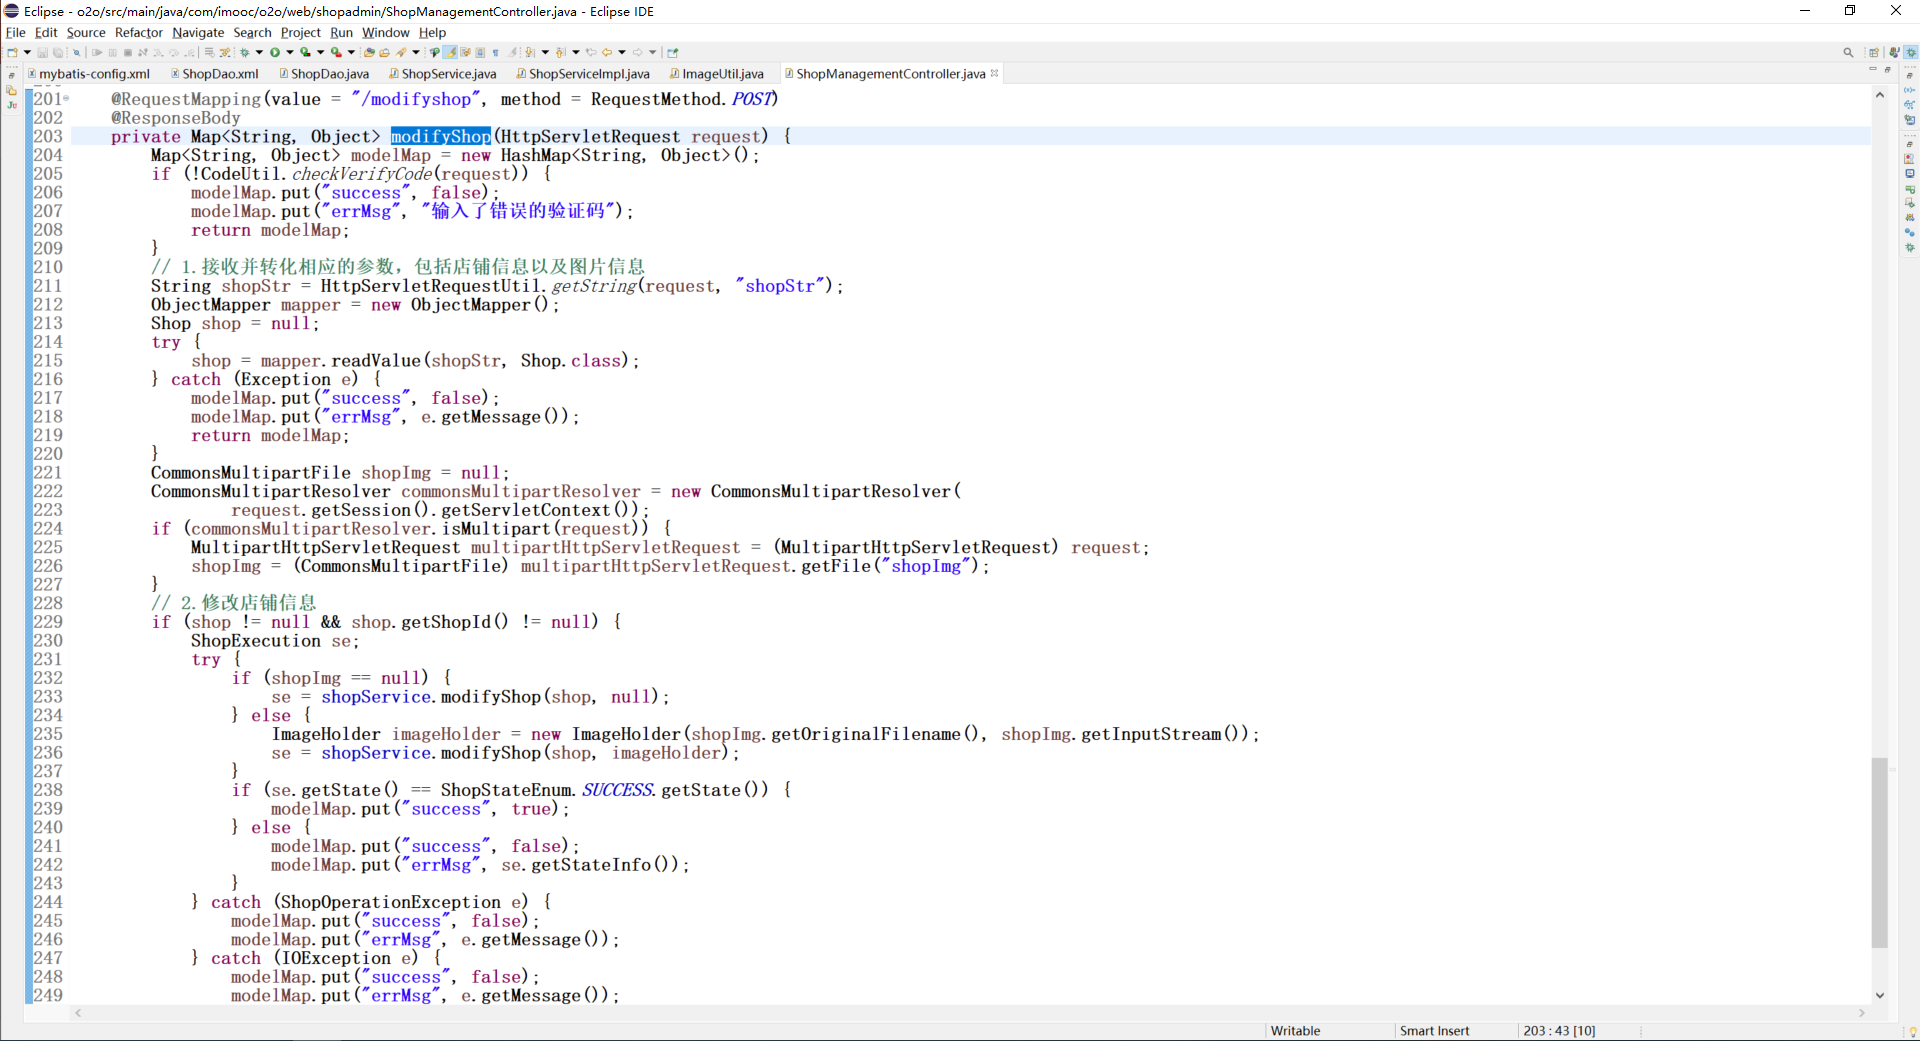 Eclipse - o2o/src/main/java/com/imooc/o2o/web/shopadmin/ShopManagementController.java - Eclipse IDE
File Edit Source Refactor Navigate Search Project Run Window Help
mybatis-config.xml ShopDao.xml ShopDao.java ShopService.java ShopServiceImpl.java ImageUtil.java ShopManagementController.java
201 @RequestMapping(value = "/modifyshop", method = RequestMethod.POST)
202 @ResponseBody
203 private Map<String, Object> modifyShop(HttpServletRequest request) {
204 Map<String, Object> modelMap = new HashMap<String, Object>();
205 if (!CodeUtil.checkVerifyCode(request)) {
206 modelMap.put("success", false);
207 modelMap.put("errMsg", "输入了错误的验证码");
208 return modelMap;
209 }
210 // 1.接收并转化相应的参数，包括店铺信息以及图片信息
211 String shopStr = HttpServletRequestUtil.getString(request, "shopStr");
212 ObjectMapper mapper = new ObjectMapper();
213 Shop shop = null;
214 try {
215 shop = mapper.readValue(shopStr, Shop.class);
216 } catch (Exception e) {
217 modelMap.put("success", false);
218 modelMap.put("errMsg", e.getMessage());
219 return modelMap;
220 }
221 CommonsMultipartFile shopImg = null;
222 CommonsMultipartResolver commonsMultipartResolver = new CommonsMultipartResolver(
223 request.getSession().getServletContext());
224 if (commonsMultipartResolver.isMultipart(request)) {
225 MultipartHttpServletRequest multipartHttpServletRequest = (MultipartHttpServletRequest) request;
226 shopImg = (CommonsMultipartFile) multipartHttpServletRequest.getFile("shopImg");
227 }
228 // 2.修改店铺信息
229 if (shop != null && shop.getShopId() != null) {
230 ShopExecution se;
231 try {
232 if (shopImg == null) {
233 se = shopService.modifyShop(shop, null);
234 } else {
235 ImageHolder imageHolder = new ImageHolder(shopImg.getOriginalFilename(), shopImg.getInputStream());
236 se = shopService.modifyShop(shop, imageHolder);
237 }
238 if (se.getState() == ShopStateEnum.SUCCESS.getState()) {
239 modelMap.put("success", true);
240 } else {
241 modelMap.put("success", false);
242 modelMap.put("errMsg", se.getStateInfo());
243 }
244 } catch (ShopOperationException e) {
245 modelMap.put("success", false);
246 modelMap.put("errMsg", e.getMessage());
247 } catch (IOException e) {
248 modelMap.put("success", false);
249 modelMap.put("errMsg", e.getMessage());
Writable Smart Insert 203 : 43 [10]